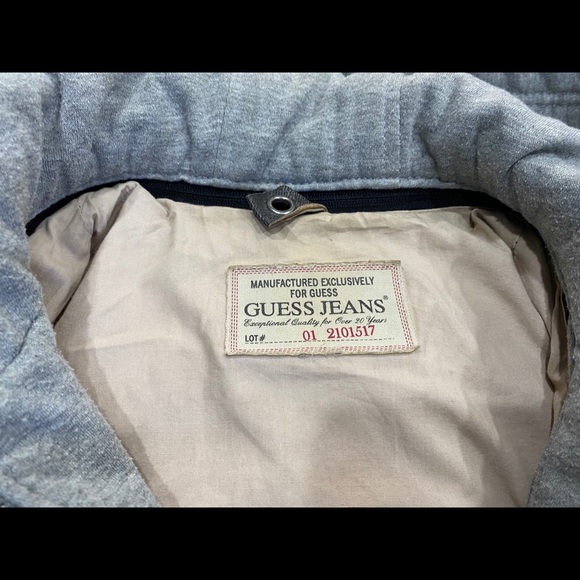 MANUFACTURED EXCLUSIVELY
FOR GUESS
GUESS JEANS®
Exceptional Quality for Over 20 Years
LOT# 01 2101517